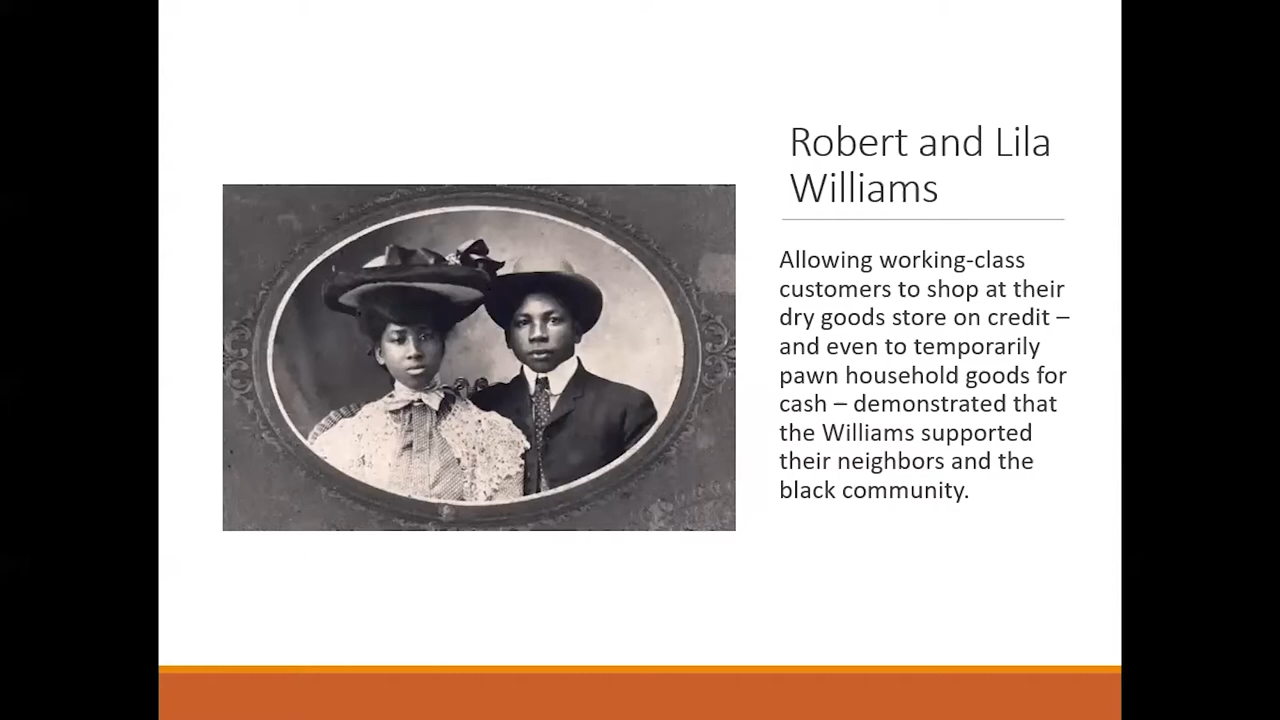 Robert and Lila
Williams
Allowing working-class
customers to shop at their
dry goods store on credit –
and even to temporarily
pawn household goods for
cash – demonstrated that
the Williams supported
their neighbors and the
black community.